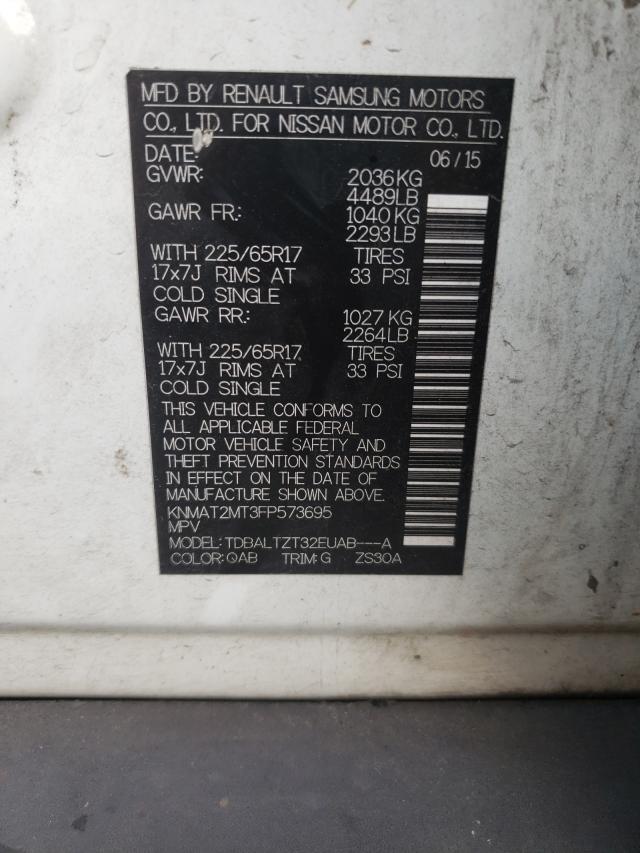 MFD BY RENAULT SAMSUNG MOTORS
CO., LTD. FOR NISSAN MOTOR CO., LTD.
DATE: 06/15
GVWR: 2036KG
4489LB
GAWR FR: 1040KG
2293LB
WITH 225/65R17 TIRES
17x7J RIMS AT 33 PSI
COLD SINGLE
GAWR RR: 1027KG
2264LB
WITH 225/65R17 TIRES
17x7J RIMS AT 33 PSI
COLD SINGLE
THIS VEHICLE CONFORMS TO
ALL APPLICABLE FEDERAL
MOTOR VEHICLE SAFETY AND
THEFT PREVENTION STANDARDS
IN EFFECT ON THE DATE OF
MANUFACTURE SHOWN ABOVE.
KNMAT2MT3FP573695
MPV
MODEL: TDBALTZT32EUAB---A
COLOR: QAB TRIM: G ZS30A